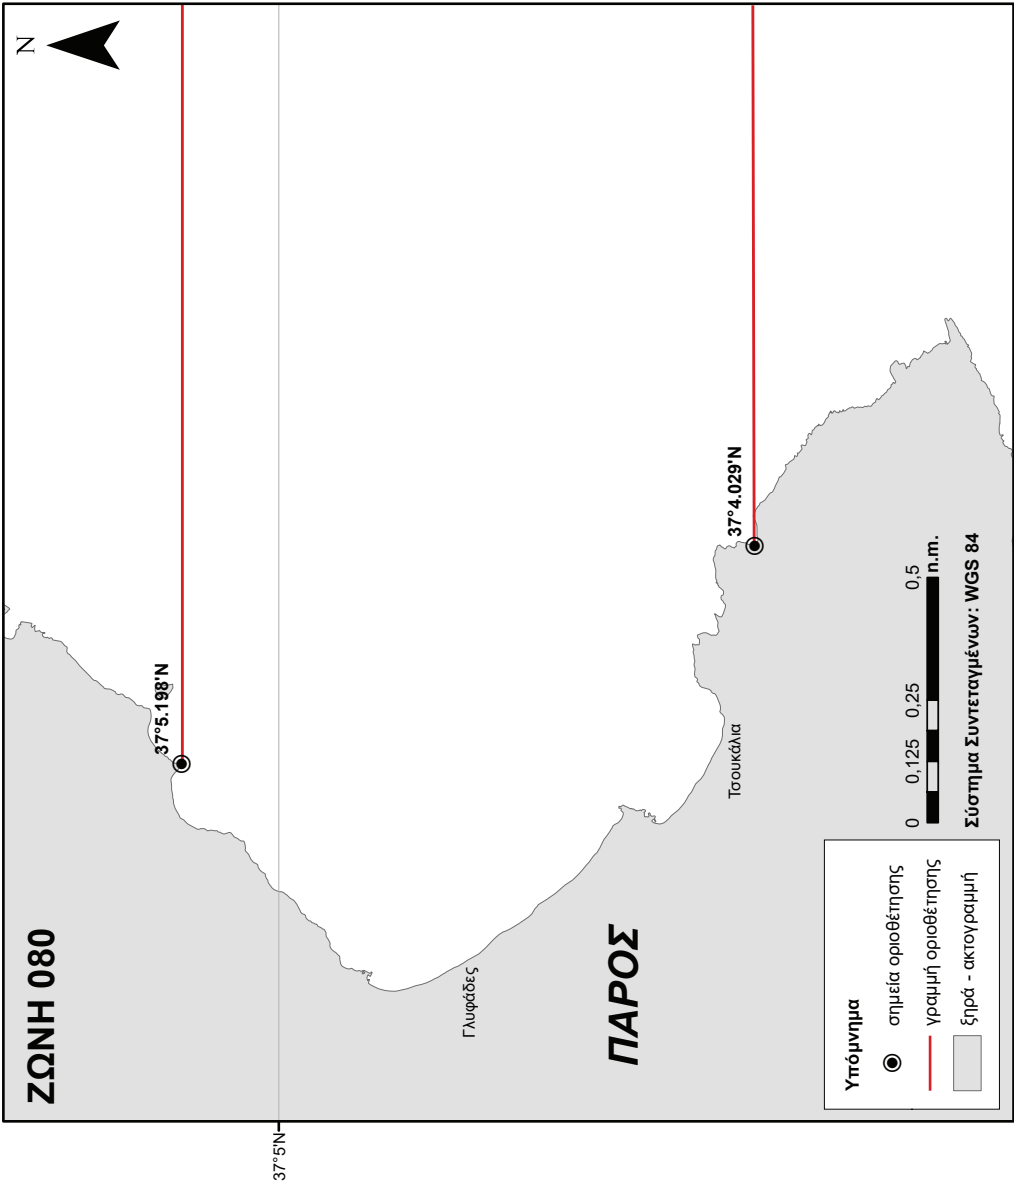 ΖΩΝΗ 080
N
37°5.198'N
37°5'N
37°4.029'N
Γλυφάδες
Τσουκάλια
ΠΑΡΟΣ
Υπόμνημα
σημεία οριοθέτησης
γραμμή οριοθέτησης
ξηρά - ακτογραμμή
0 0,125 0,25 0,5
n.m.
Σύστημα Συντεταγμένων: WGS 84